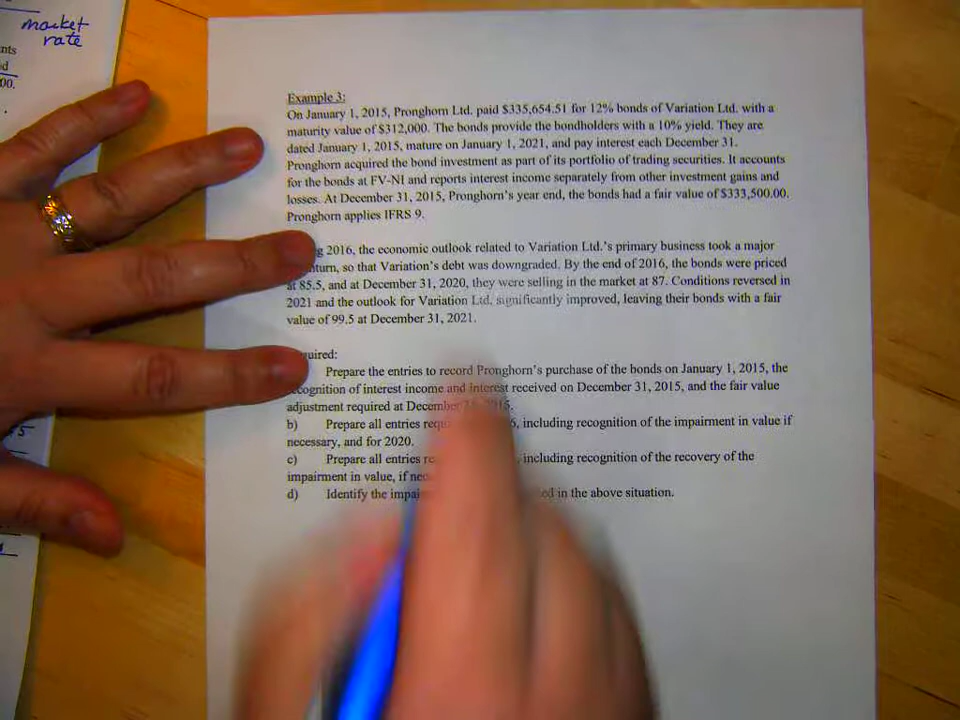 market
rate
nts
d
00.
Example 3:
On January 1, 2015, Pronghorn Ltd. paid $335,654.51 for 12% bonds of Variation Ltd. with a
maturity value of $312,000. The bonds provide the bondholders with a 10% yield. They are
dated January 1, 2015, mature on January 1, 2021, and pay interest each December 31.
Pronghorn acquired the bond investment as part of its portfolio of trading securities. It accounts
for the bonds at FV-NI and reports interest income separately from other investment gains and
losses. At December 31, 2015, Pronghorn's year end, the bonds had a fair value of $333,500.00.
Pronghorn applies IFRS 9.
g 2016, the economic outlook related to Variation Ltd.'s primary business took a major
nturn, so that Variation's debt was downgraded. By the end of 2016, the bonds were priced
at 85.5, and at December 31, 2020, they were selling in the market at 87. Conditions reversed in
2021 and the outlook for Variation Ltd. significantly improved, leaving their bonds with a fair
value of 99.5 at December 31, 2021.
uired:
Prepare the entries to record Pronghorn's purchase of the bonds on January 1, 2015, the
cognition of interest income and interest received on December 31, 2015, and the fair value
adjustment required at December
b) Prepare all entries including recognition of the impairment in value if
necessary, and for 2020.
c) Prepare all entries including recognition of the recovery of the
impairment in value, if
d) Identify the in the above situation.